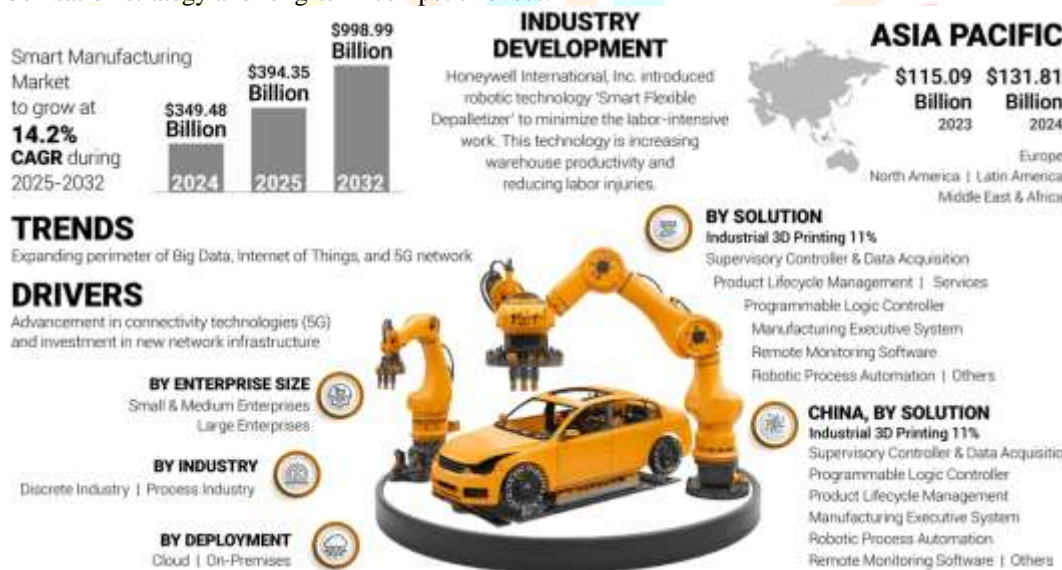 Smart Manufacturing
Market
to grow at
14.2%
CAGR during
2025-2032
$349.48
Billion
2024
$394.35
Billion
2025
$998.99
Billion
2032
INDUSTRY
DEVELOPMENT
Honeywell International, Inc. introduced
robotic technology 'Smart Flexible
Depalletizer' to minimize the labor-intensive
work. This technology is increasing
warehouse productivity and
reducing labor injuries.
ASIA PACIFIC
$115.09
Billion
2023
$131.81
Billion
2024
Europe
North America | Latin America
Middle East & Africa
TRENDS
Expanding perimeter of Big Data, Internet of Things, and 5G network
DRIVERS
Advancement in connectivity technologies (5G)
and investment in new network infrastructure
BY ENTERPRISE SIZE
Small & Medium Enterprises
Large Enterprises
BY INDUSTRY
Discrete Industry | Process Industry
BY DEPLOYMENT
Cloud | On-Premises
BY SOLUTION
Industrial 3D Printing 11%
Supervisory Controller & Data Acquisition
Product Lifecycle Management | Services
Programmable Logic Controller
Manufacturing Executive System
Remote Monitoring Software
Robotic Process Automation | Others
CHINA, BY SOLUTION
Industrial 3D Printing 11%
Supervisory Controller & Data Acquisitio
Programmable Logic Controller
Product Lifecycle Management
Manufacturing Executive System
Robotic Process Automation
Remote Monitoring Software | Others